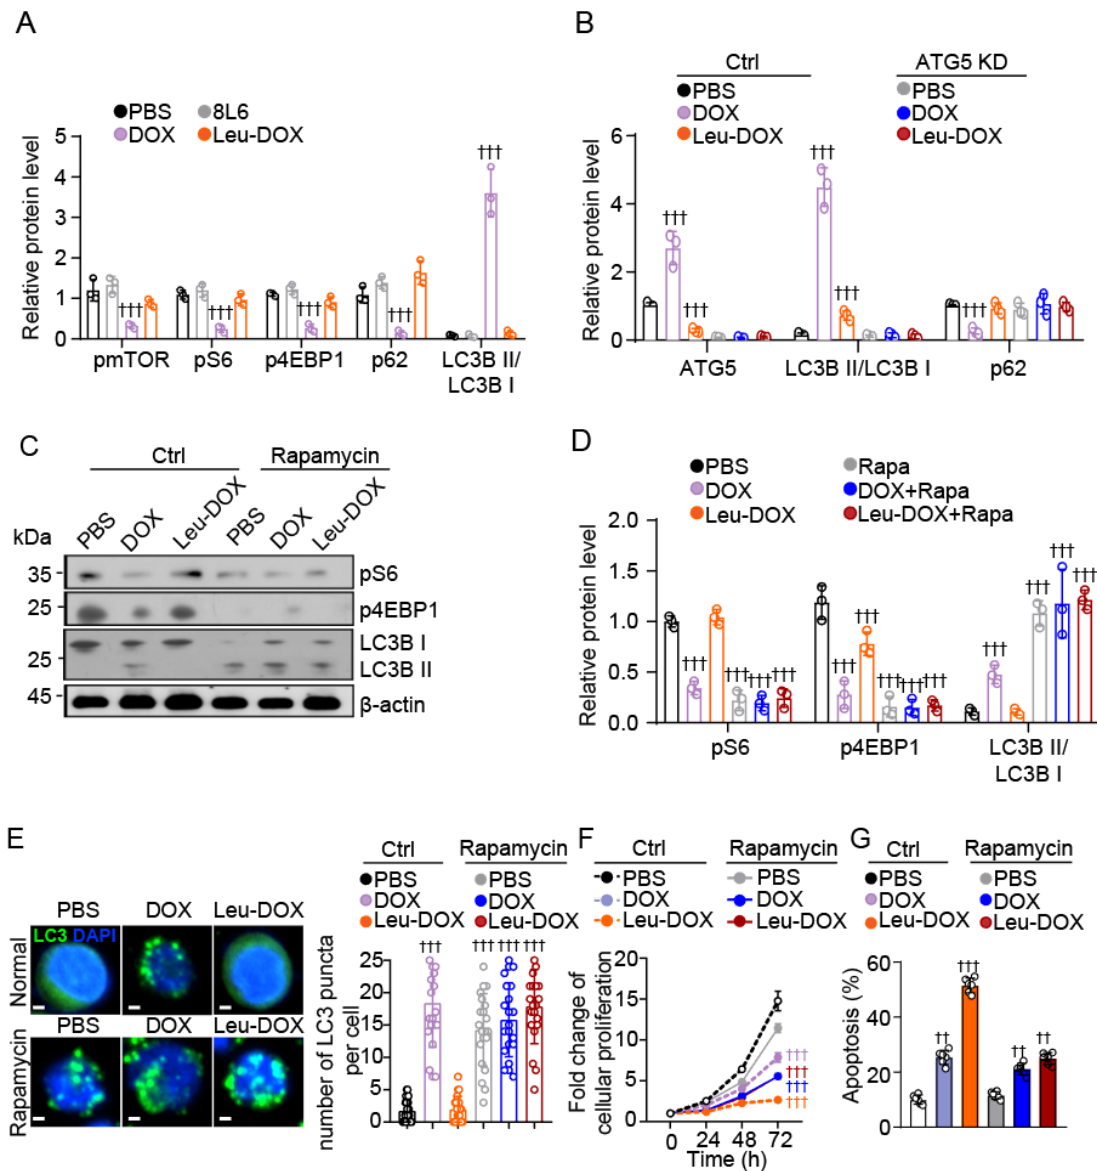 A
PBS 8L6
DOX Leu-DOX
Relative protein level
5
4
3
2
1
0
†††
††† ††† ††† †††
pmTOR pS6 p4EBP1 p62 LC3B II/
LC3B I
B
Ctrl ATG5 KD
PBS PBS
DOX DOX
Leu-DOX Leu-DOX
Relative protein level
6
4
2
0
††† ††† ††† ††† †††
ATG5 LC3B II/LC3B I p62
C
Ctrl Rapamycin
kDa PBS DOX Leu-DOX PBS DOX Leu-DOX
35 pS6
25 p4EBP1
LC3B I
25 LC3B II
45 β-actin
D
PBS Rapa
DOX DOX+Rapa
Leu-DOX Leu-DOX+Rapa
Relative protein level
2.0
1.5
1.0
0.5
0.0
††† ††† ††† †††
††† ††† ††† ††† †††
††† ††† ††† †††
pS6 p4EBP1 LC3B II/
LC3B I
E
PBS DOX Leu-DOX
Normal
LC3 DAPI
PBS DOX Leu-DOX
Rapamycin
Ctrl Rapamycin
PBS PBS
DOX DOX
Leu-DOX Leu-DOX
number of LC3 puncta
per cell
25
20
15
10
5
0
††† ††† ††† †††
F
Ctrl Rapamycin
PBS PBS
DOX DOX
Leu-DOX Leu-DOX
Fold change of
cellular proliferation
20
15
10
5
0
†††
†††
†††
†††
0 24 48 72
Time (h)
G
Ctrl Rapamycin
PBS PBS
DOX DOX
Leu-DOX Leu-DOX
Apoptosis (%)
60
40
20
0
†† ††† †† ††